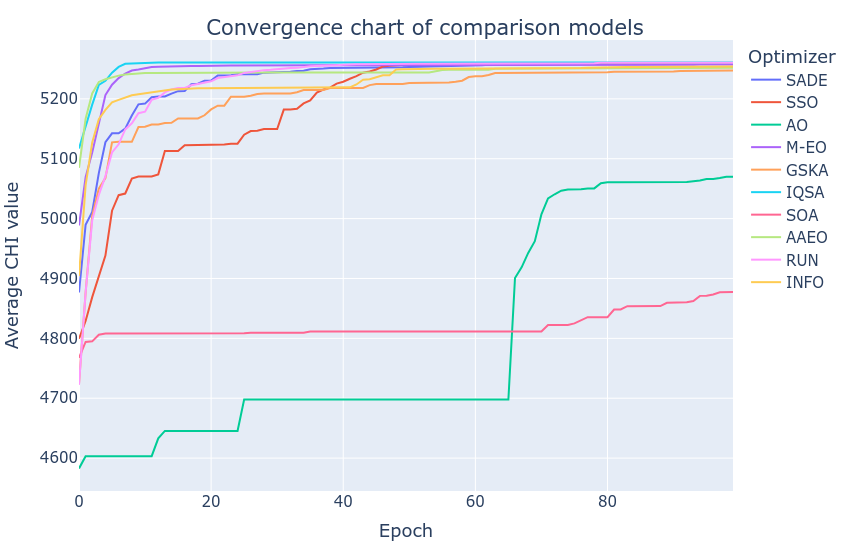 Convergence chart of comparison models
Average CHI value
5200
5100
5000
4900
4800
4700
4600
0
20
40
60
80
Epoch
Optimizer
SADE
SSO
AO
M-EO
GSKA
IQSA
SOA
AAEO
RUN
INFO